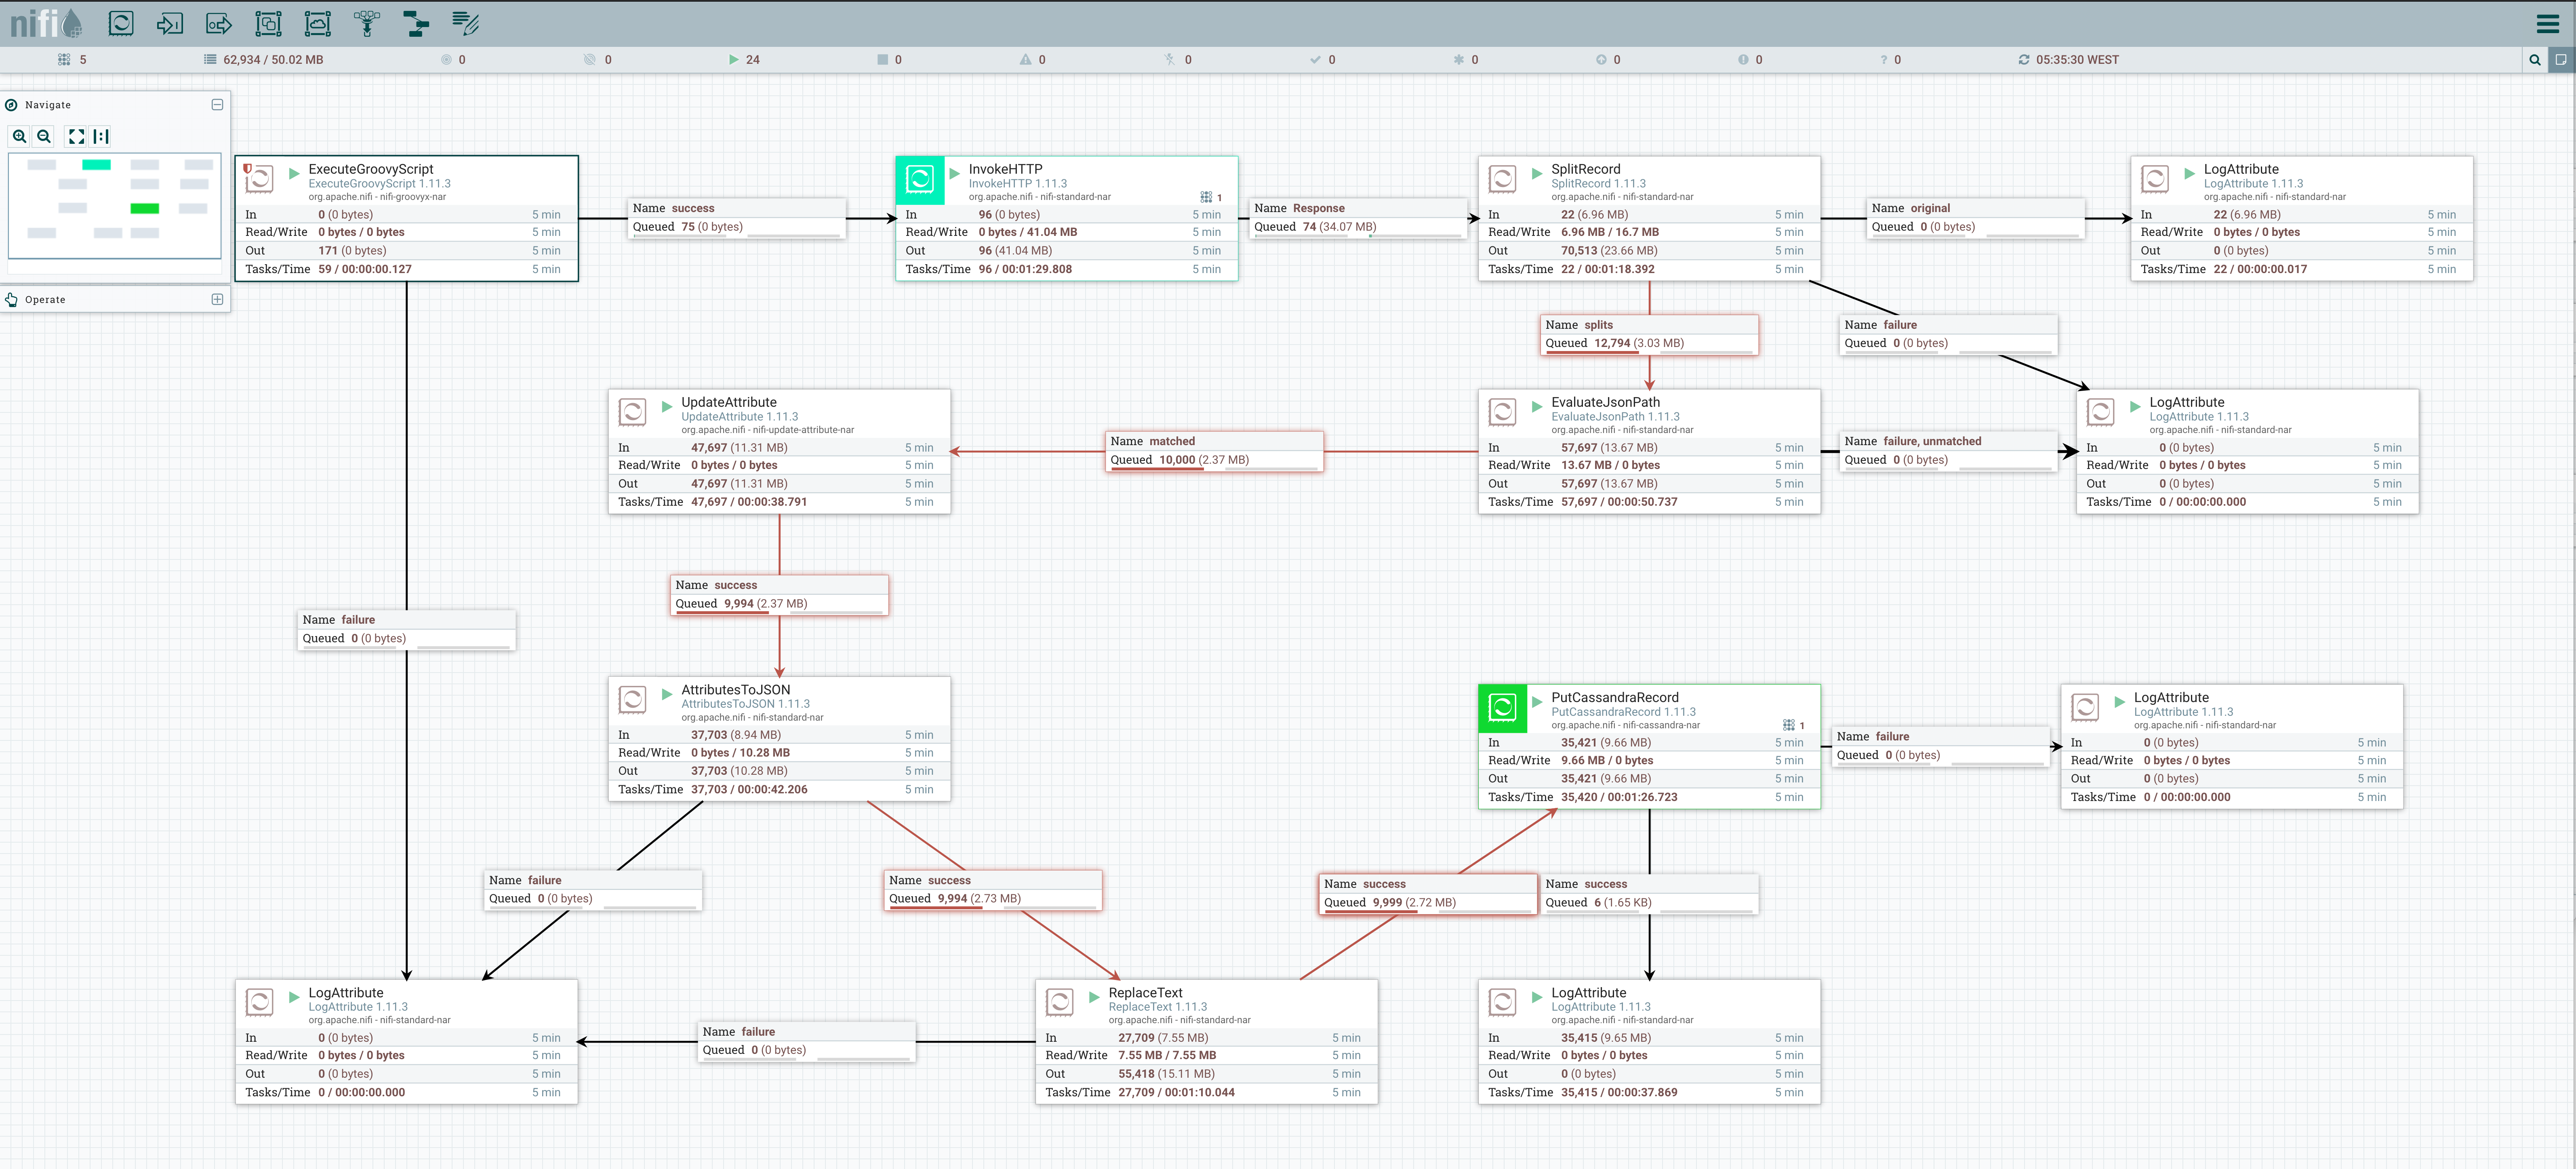 nifi
5 62,934 / 50.02 MB 0 0 24 0 0 0 0 0 0 0 0 05:35:30 WEST
Navigate
Operate
ExecuteGroovyScript
ExecuteGroovyScript 1.11.3
org.apache.nifi - nifi-groovyx-nar
In 0 (0 bytes) 5 min
Read/Write 0 bytes / 0 bytes 5 min
Out 171 (0 bytes) 5 min
Tasks/Time 59 / 00:00:00.127 5 min
Name success
Queued 75 (0 bytes)
InvokeHTTP
InvokeHTTP 1.11.3
org.apache.nifi - nifi-standard-nar
1
In 96 (0 bytes) 5 min
Read/Write 0 bytes / 41.04 MB 5 min
Out 96 (41.04 MB) 5 min
Tasks/Time 96 / 00:01:29.808 5 min
Name Response
Queued 74 (34.07 MB)
SplitRecord
SplitRecord 1.11.3
org.apache.nifi - nifi-standard-nar
In 22 (6.96 MB) 5 min
Read/Write 6.96 MB / 16.7 MB 5 min
Out 70,513 (23.66 MB) 5 min
Tasks/Time 22 / 00:01:18.392 5 min
Name original
Queued 0 (0 bytes)
LogAttribute
LogAttribute 1.11.3
org.apache.nifi - nifi-standard-nar
In 22 (6.96 MB) 5 min
Read/Write 0 bytes / 0 bytes 5 min
Out 0 (0 bytes) 5 min
Tasks/Time 22 / 00:00:00.017 5 min
Name splits
Queued 12,794 (3.03 MB)
Name failure
Queued 0 (0 bytes)
UpdateAttribute
UpdateAttribute 1.11.3
org.apache.nifi - nifi-update-attribute-nar
In 47,697 (11.31 MB) 5 min
Read/Write 0 bytes / 0 bytes 5 min
Out 47,697 (11.31 MB) 5 min
Tasks/Time 47,697 / 00:00:38.791 5 min
Name matched
Queued 10,000 (2.37 MB)
EvaluateJsonPath
EvaluateJsonPath 1.11.3
org.apache.nifi - nifi-standard-nar
In 57,697 (13.67 MB) 5 min
Read/Write 13.67 MB / 0 bytes 5 min
Out 57,697 (13.67 MB) 5 min
Tasks/Time 57,697 / 00:00:50.737 5 min
Name failure, unmatched
Queued 0 (0 bytes)
LogAttribute
LogAttribute 1.11.3
org.apache.nifi - nifi-standard-nar
In 0 (0 bytes) 5 min
Read/Write 0 bytes / 0 bytes 5 min
Out 0 (0 bytes) 5 min
Tasks/Time 0 / 00:00:00.000 5 min
Name success
Queued 9,994 (2.37 MB)
Name failure
Queued 0 (0 bytes)
AttributesToJSON
AttributesToJSON 1.11.3
org.apache.nifi - nifi-standard-nar
In 37,703 (8.94 MB) 5 min
Read/Write 0 bytes / 10.28 MB 5 min
Out 37,703 (10.28 MB) 5 min
Tasks/Time 37,703 / 00:00:42.206 5 min
PutCassandraRecord
PutCassandraRecord 1.11.3
org.apache.nifi - nifi-cassandra-nar
1
In 35,421 (9.66 MB) 5 min
Read/Write 9.66 MB / 0 bytes 5 min
Out 35,421 (9.66 MB) 5 min
Tasks/Time 35,420 / 00:01:26.723 5 min
Name failure
Queued 0 (0 bytes)
LogAttribute
LogAttribute 1.11.3
org.apache.nifi - nifi-standard-nar
In 0 (0 bytes) 5 min
Read/Write 0 bytes / 0 bytes 5 min
Out 0 (0 bytes) 5 min
Tasks/Time 0 / 00:00:00.000 5 min
Name failure
Queued 0 (0 bytes)
Name success
Queued 9,994 (2.73 MB)
Name success
Queued 9,999 (2.72 MB)
Name success
Queued 6 (1.65 KB)
LogAttribute
LogAttribute 1.11.3
org.apache.nifi - nifi-standard-nar
In 0 (0 bytes) 5 min
Read/Write 0 bytes / 0 bytes 5 min
Out 0 (0 bytes) 5 min
Tasks/Time 0 / 00:00:00.000 5 min
Name failure
Queued 0 (0 bytes)
ReplaceText
ReplaceText 1.11.3
org.apache.nifi - nifi-standard-nar
In 27,709 (7.55 MB) 5 min
Read/Write 7.55 MB / 7.55 MB 5 min
Out 55,418 (15.11 MB) 5 min
Tasks/Time 27,709 / 00:01:10.044 5 min
LogAttribute
LogAttribute 1.11.3
org.apache.nifi - nifi-standard-nar
In 35,415 (9.65 MB) 5 min
Read/Write 0 bytes / 0 bytes 5 min
Out 0 (0 bytes) 5 min
Tasks/Time 35,415 / 00:00:37.869 5 min